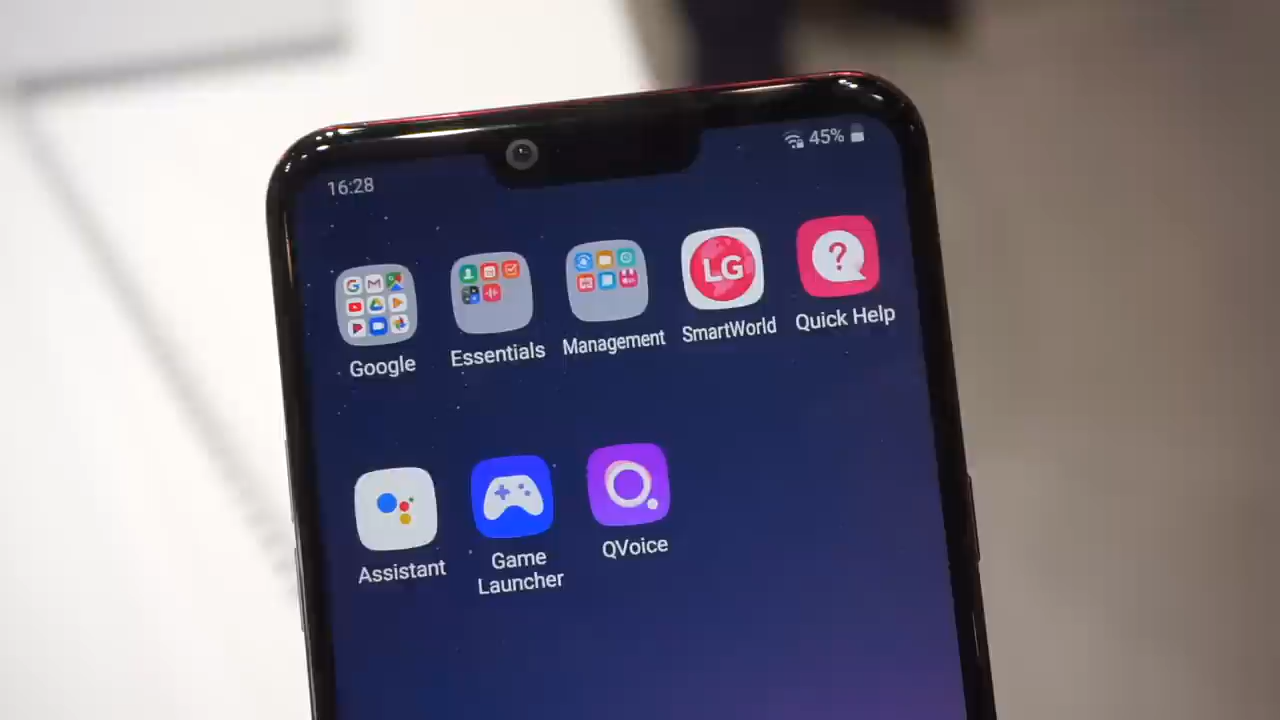 16:28
45%
Google
Essentials
Management
LG
SmartWorld
?
Quick Help
Assistant
Game
Launcher
QVoice